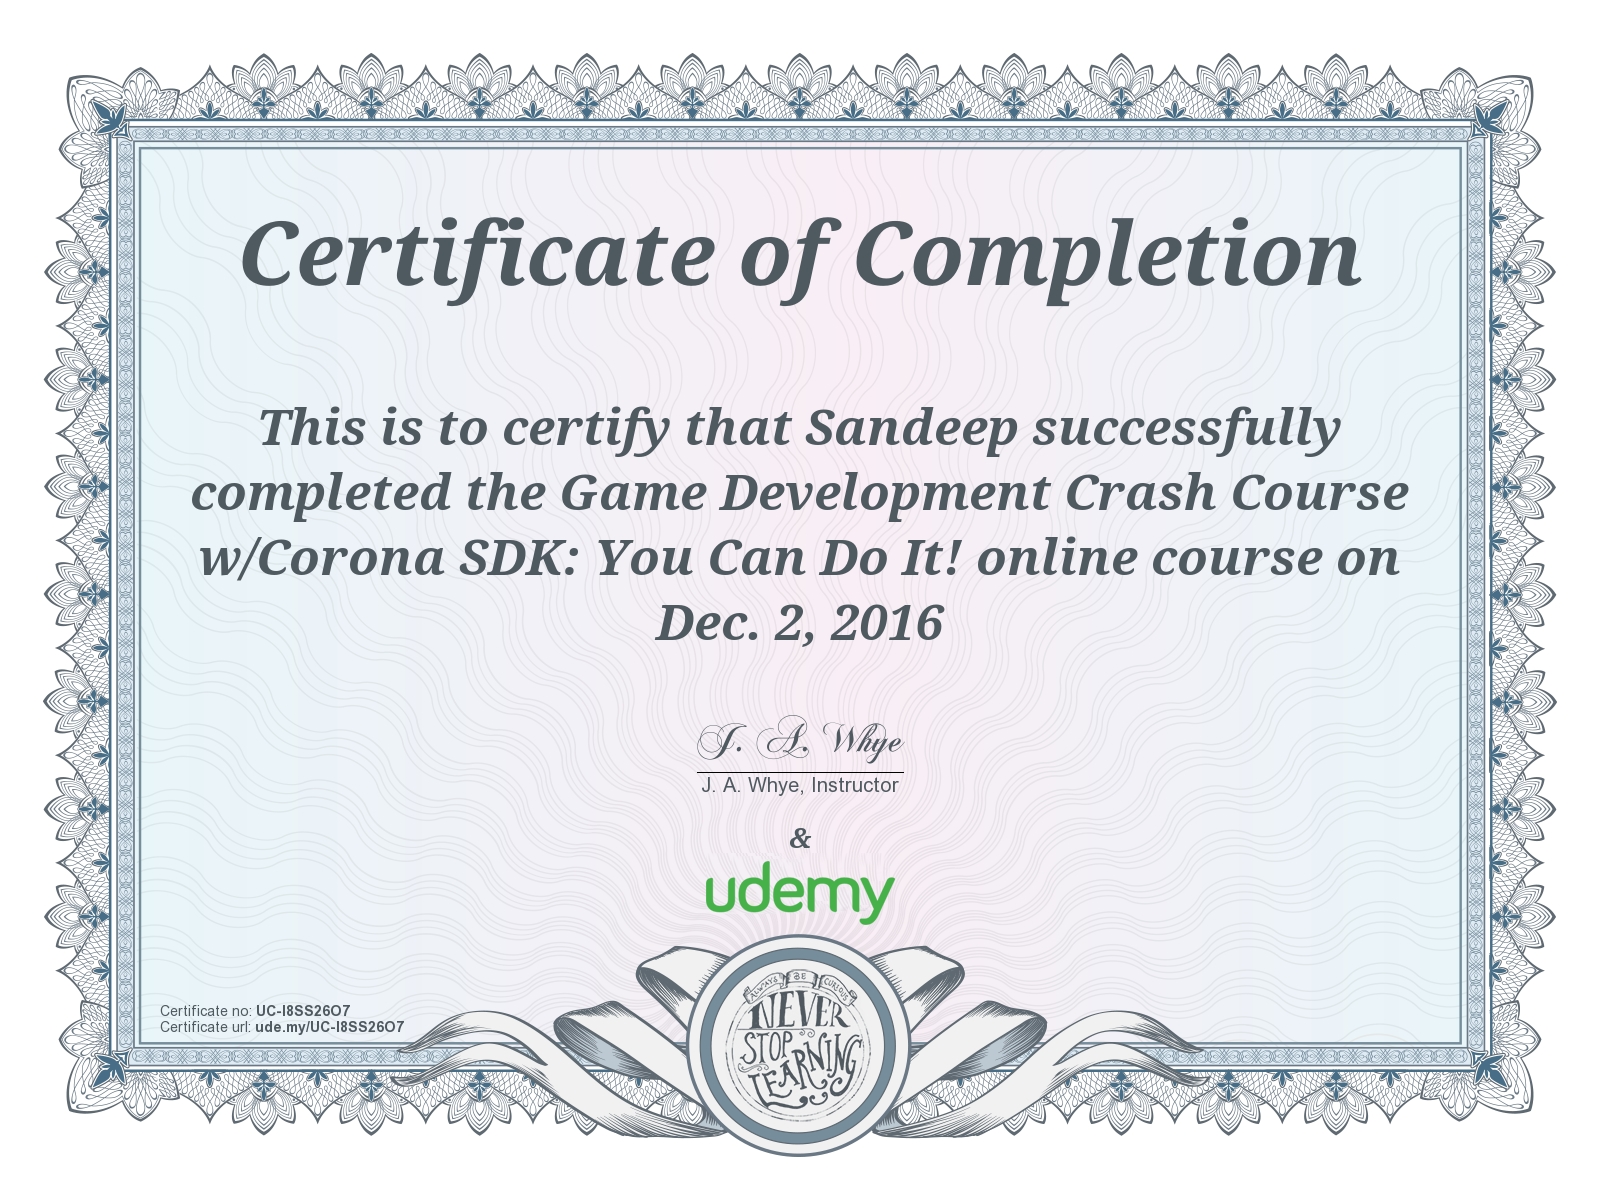 Certificate of Completion
This is to certify that Sandeep successfully
completed the Game Development Crash Course
w/Corona SDK: You Can Do It! online course on
Dec. 2, 2016
J. A. Whye
J. A. Whye, Instructor
&
udemy
Certificate no: UC-I8SS26O7
Certificate url: ude.my/UC-I8SS26O7
ALWAYS BE CURIOUS
NEVER
STOP
LEARNING